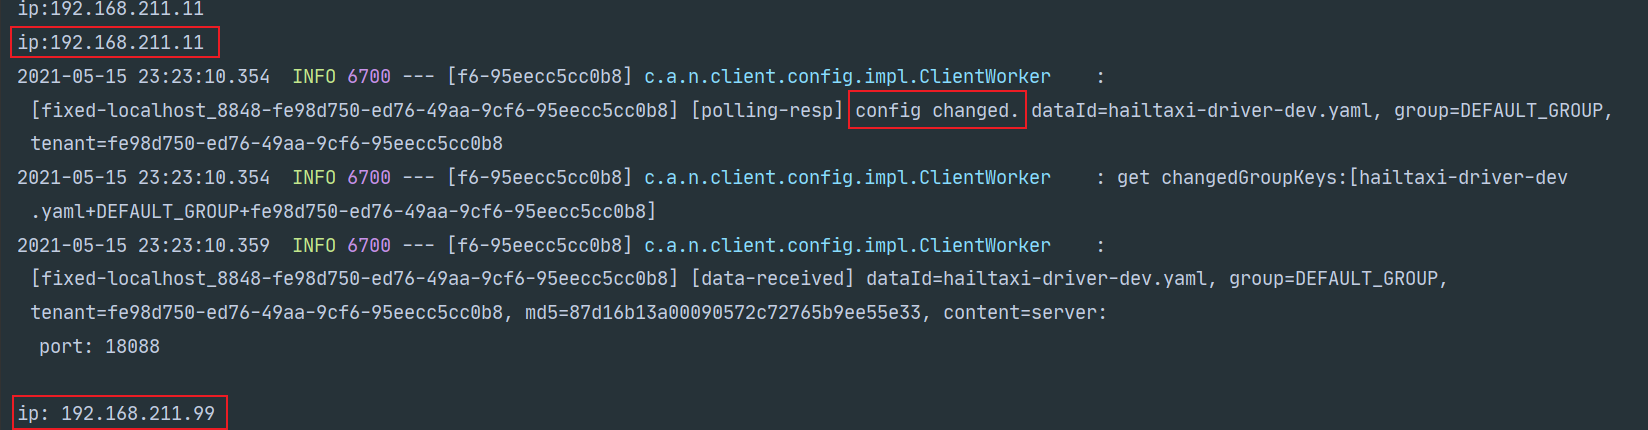 ip:192.168.211.11
ip:192.168.211.11
2021-05-15 23:23:10.354  INFO 6700 --- [f6-95eecc5cc0b8] c.a.n.client.config.impl.ClientWorker    :
[fixed-localhost_8848-fe98d750-ed76-49aa-9cf6-95eecc5cc0b8] [polling-resp] config changed. dataId=hailtaxi-driver-dev.yaml, group=DEFAULT_GROUP,
tenant=fe98d750-ed76-49aa-9cf6-95eecc5cc0b8
2021-05-15 23:23:10.354  INFO 6700 --- [f6-95eecc5cc0b8] c.a.n.client.config.impl.ClientWorker    : get changedGroupKeys:[hailtaxi-driver-dev
.yaml+DEFAULT_GROUP+fe98d750-ed76-49aa-9cf6-95eecc5cc0b8]
2021-05-15 23:23:10.359  INFO 6700 --- [f6-95eecc5cc0b8] c.a.n.client.config.impl.ClientWorker    :
[fixed-localhost_8848-fe98d750-ed76-49aa-9cf6-95eecc5cc0b8] [data-received] dataId=hailtaxi-driver-dev.yaml, group=DEFAULT_GROUP,
tenant=fe98d750-ed76-49aa-9cf6-95eecc5cc0b8, md5=87d16b13a00090572c72765b9ee55e33, content=server:
port: 18088
ip: 192.168.211.99